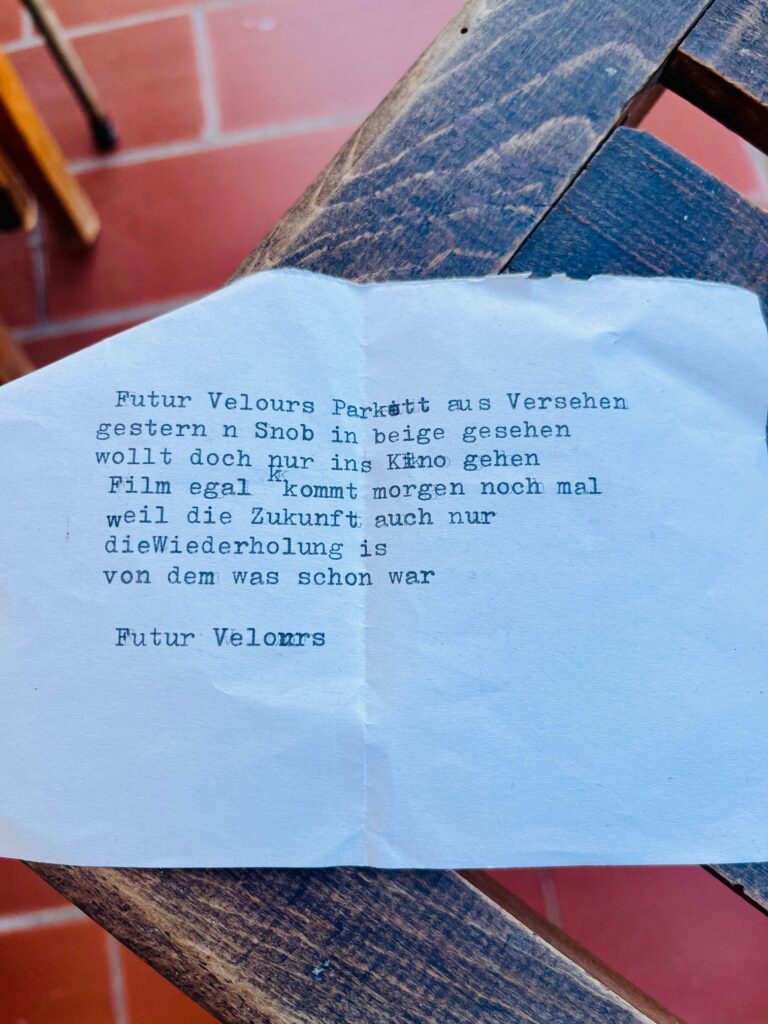 Futur Velours Parkett aus Versehen
gestern n Snob in beige gesehen
wollt doch nur ins Kino gehen
Film egal kommt morgen noch mal
weil die Zukunft auch nur
dieWiederholung is
von dem was schon war
Futur Velours